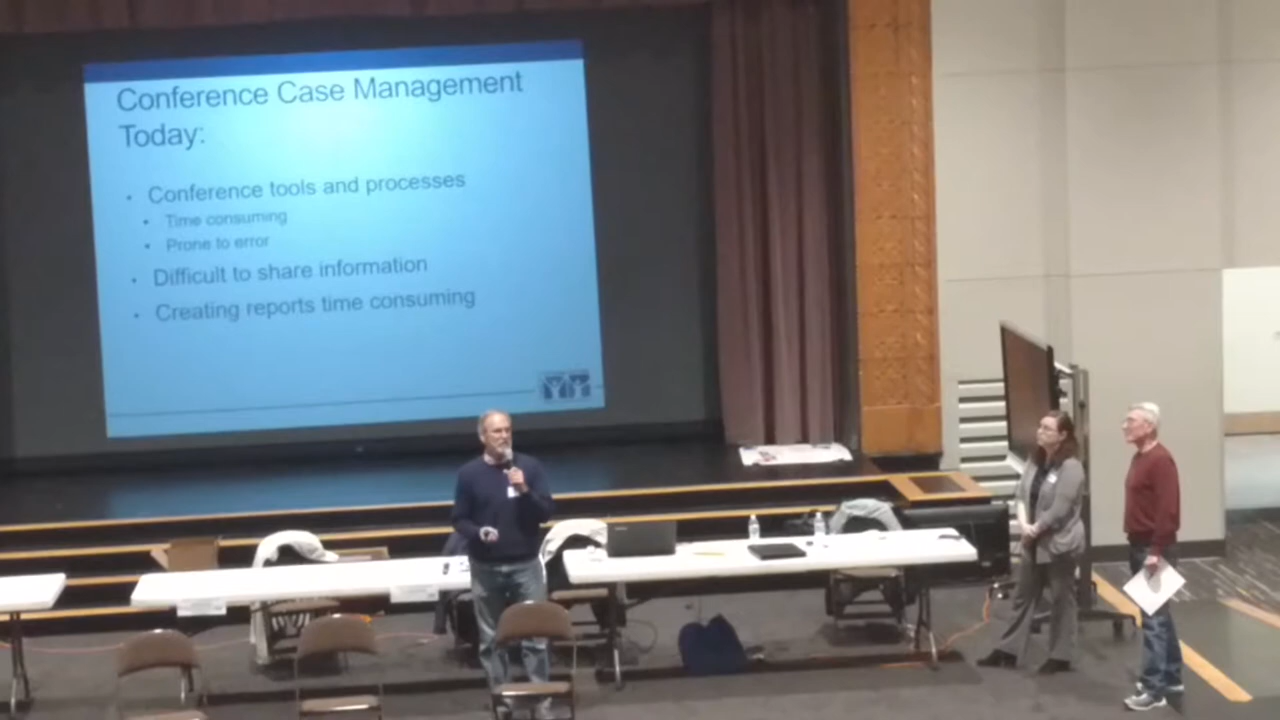 Conference Case Management
Today:
• Conference tools and processes
• Time consuming
• Prone to error
• Difficult to share information
• Creating reports time consuming